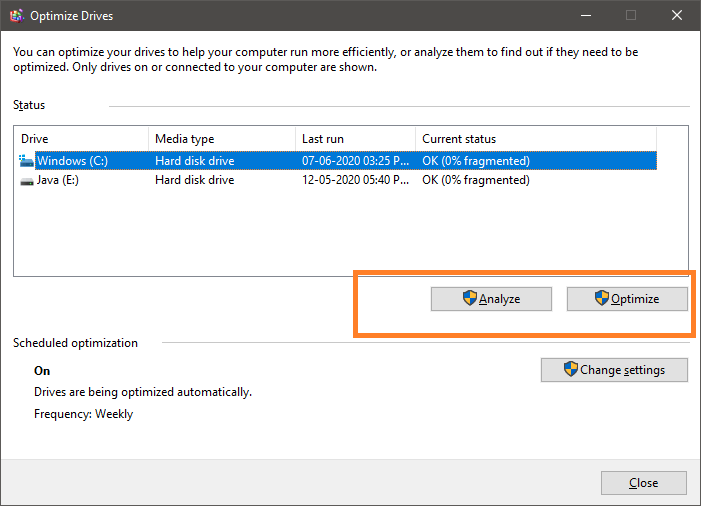 Optimize Drives
You can optimize your drives to help your computer run more efficiently, or analyze them to find out if they need to be
optimized. Only drives on or connected to your computer are shown.
Status
Drive Media type Last run Current status
Windows (C:) Hard disk drive 07-06-2020 03:25 P... OK (0% fragmented)
Java (E:) Hard disk drive 12-05-2020 05:40 P... OK (0% fragmented)
Analyze Optimize
Scheduled optimization
On
Change settings
Drives are being optimized automatically.
Frequency: Weekly
Close